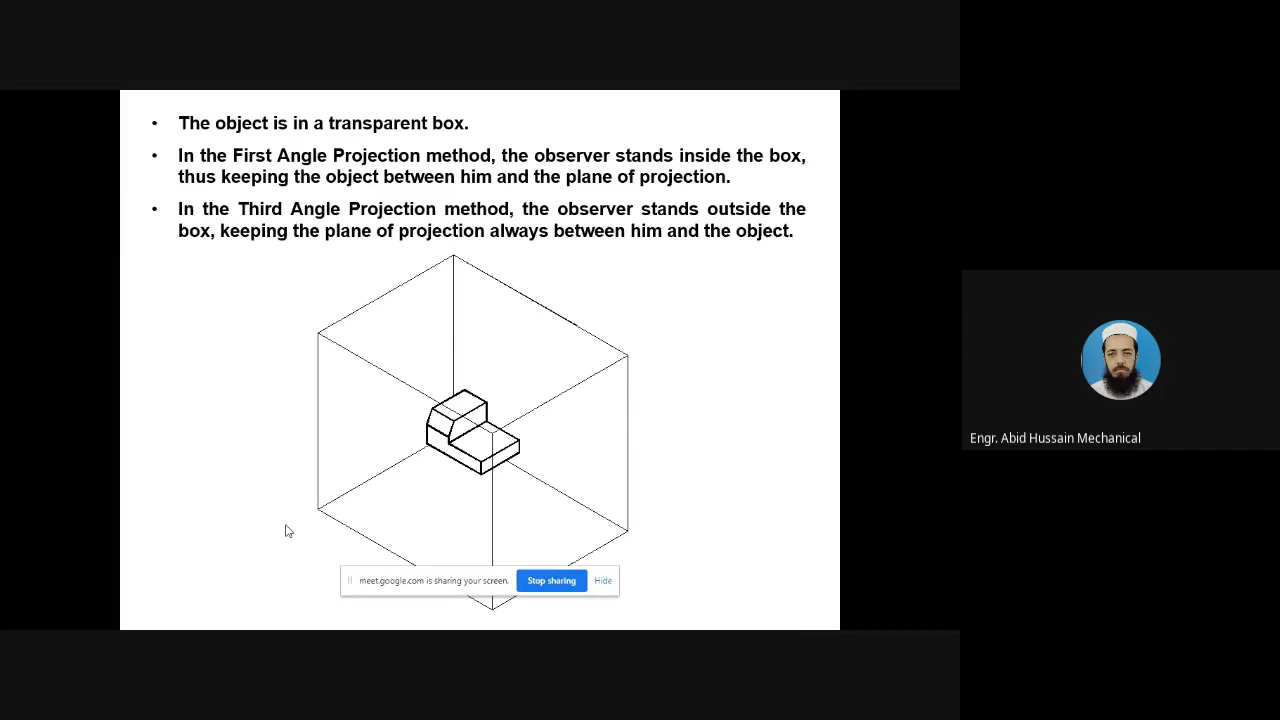 • The object is in a transparent box.
• In the First Angle Projection method, the observer stands inside the box,
thus keeping the object between him and the plane of projection.
• In the Third Angle Projection method, the observer stands outside the
box, keeping the plane of projection always between him and the object.
meet.google.com is sharing your screen. Stop sharing Hide
Engr. Abid Hussain Mechanical